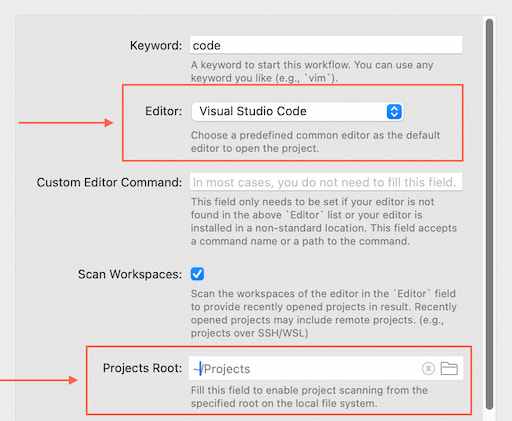 Keyword: code
A keyword to start this workflow. You can use any
keyword you like (e.g., `vim`).
Editor: Visual Studio Code
Choose a predefined common editor as the default
editor to open the project.
Custom Editor Command: In most cases, you do not need to fill this field.
This field only needs to be set if your editor is not
found in the above `Editor` list or your editor is
installed in a non-standard location. This field accepts
a command name or a path to the command.
Scan Workspaces:
Scan the workspaces of the editor in the `Editor` field
to provide recently opened projects in result. Recently
opened projects may include remote projects. (e.g.,
projects over SSH/WSL)
Projects Root: ~/Projects
Fill this field to enable project scanning from the
specified root on the local file system.